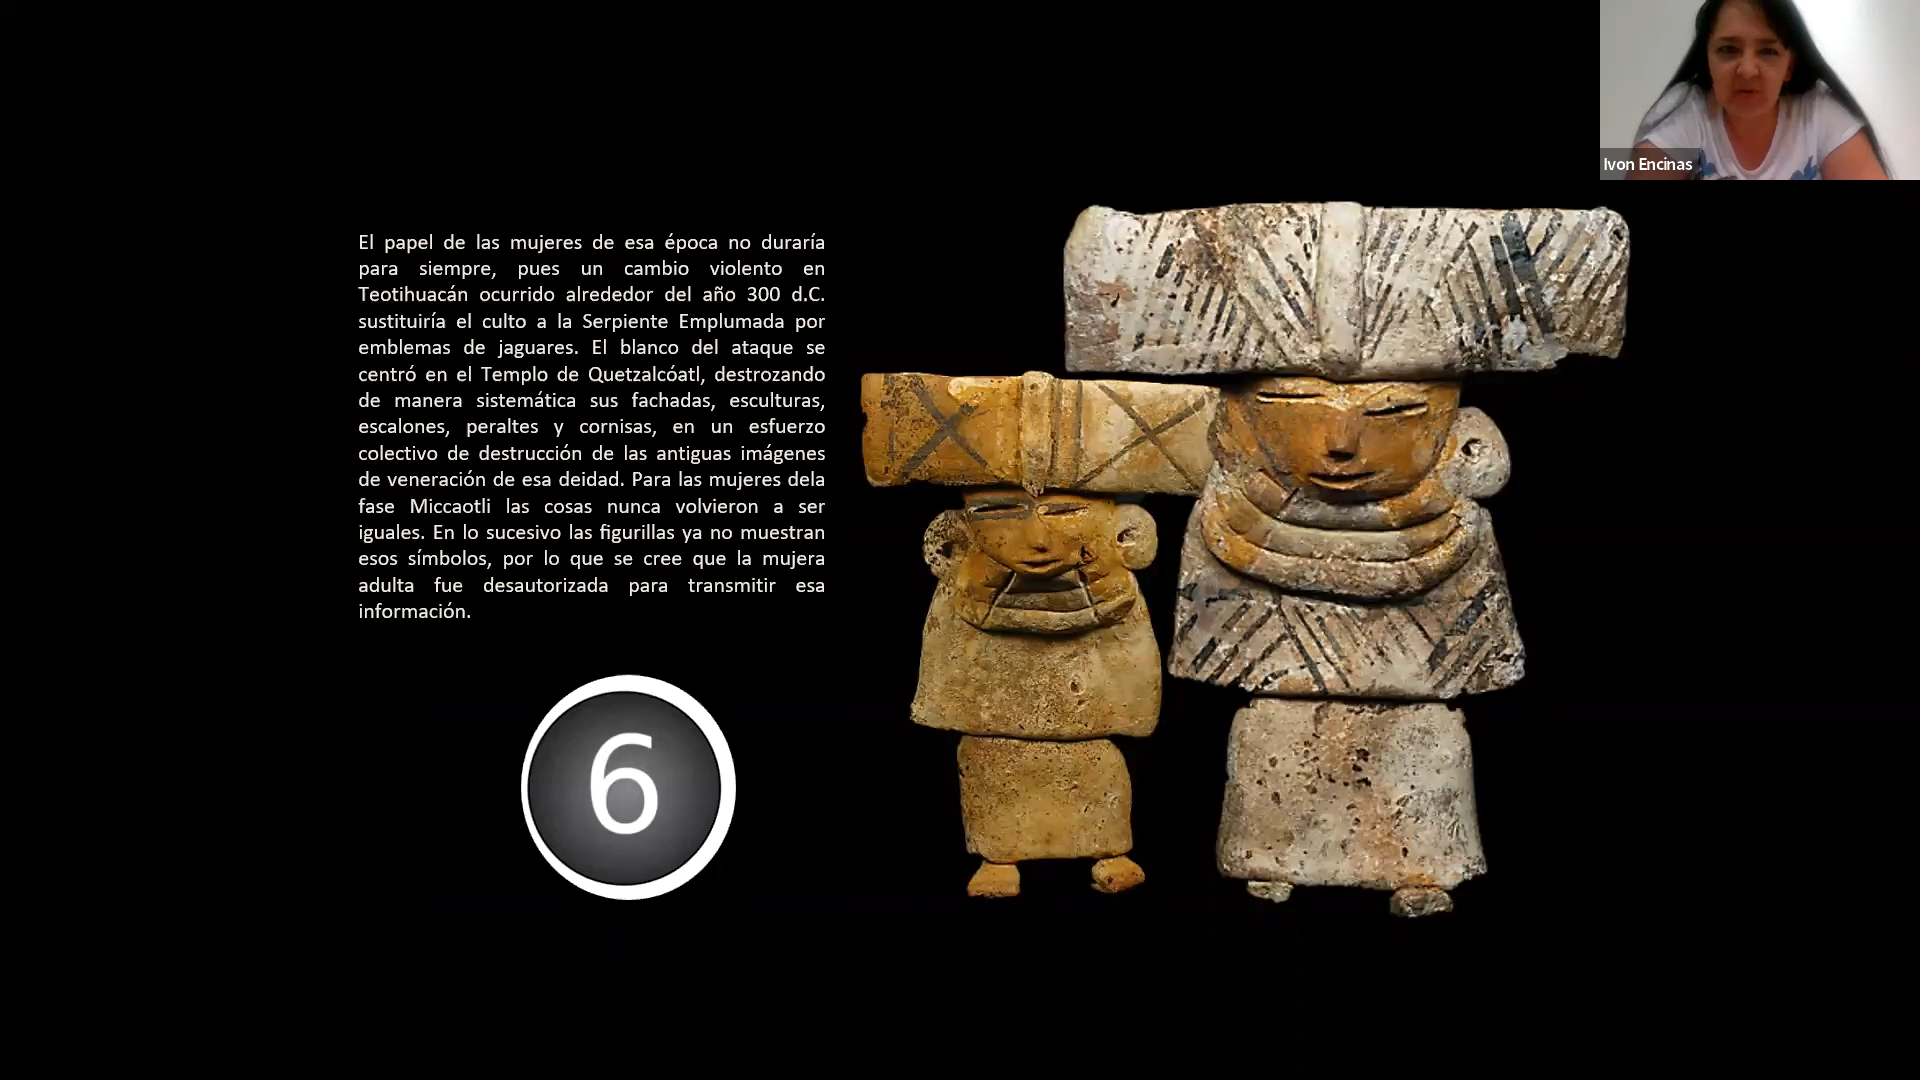 Ivon Encinas
El papel de las mujeres de esa época no duraría
para siempre, pues un cambio violento en
Teotihuacán ocurrido alrededor del año 300 d.C.
sustituiría el culto a la Serpiente Emplumada por
emblemas de jaguares. El blanco del ataque se
centró en el Templo de Quetzalcóatl, destrozando
de manera sistemática sus fachadas, esculturas,
escalones, peraltes y cornisas, en un esfuerzo
colectivo de destrucción de las antiguas imágenes
de veneración de esa deidad. Para las mujeres dela
fase Miccaotli las cosas nunca volvieron a ser
iguales. En lo sucesivo las figurillas ya no muestran
esos símbolos, por lo que se cree que la mujera
adulta fue desautorizada para transmitir esa
información.
6